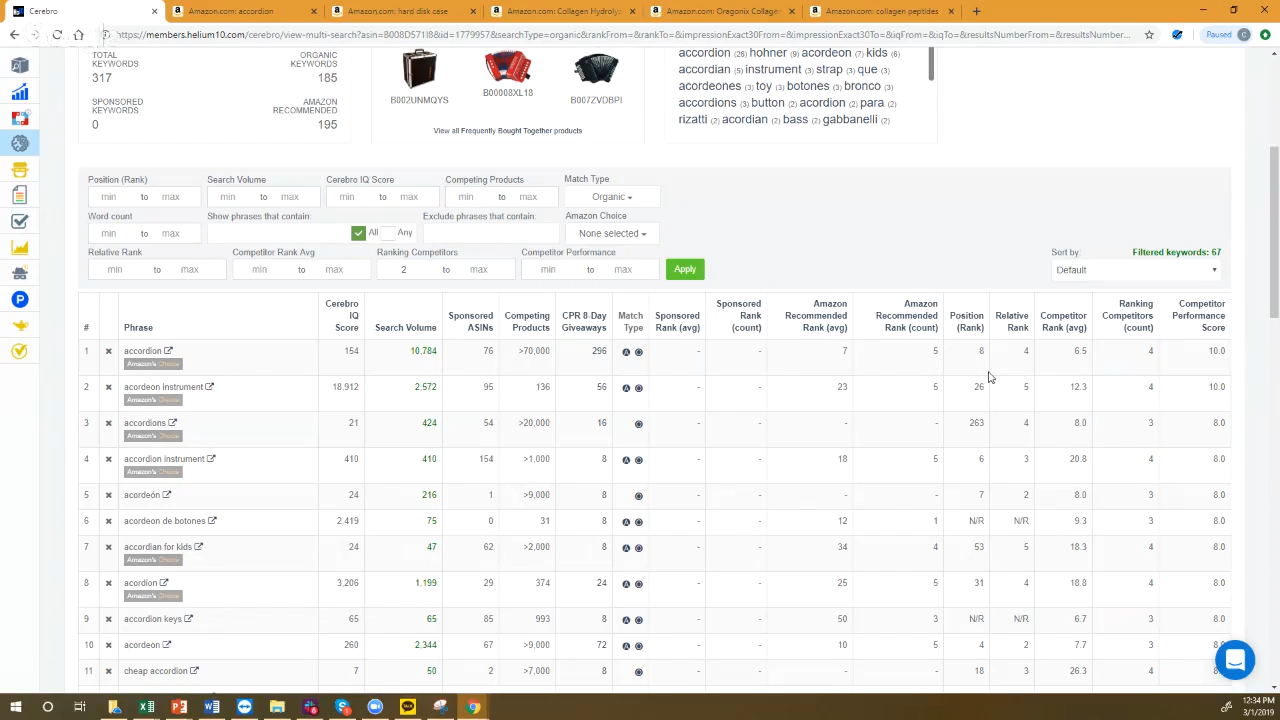 Cerebro
Amazon.com: accordion
Amazon.com: hard disk case
Amazon.com: Collagen Hydrolyz
Amazon.com: Oragonix Collagen
Amazon.com: collagen peptides
https://members.helium10.com/cerebro/view-multi-search?asin=B008D571I8&id=1779957&searchType=organic&rankFrom=&rankTo=&impressionExact30From=&impressionExact30To=&iqFrom=&iqTo=&resultsNumberFrom=&resultsNumber...
Paused
TOTAL KEYWORDS
317
ORGANIC KEYWORDS
185
SPONSORED KEYWORDS
0
AMAZON RECOMMENDED
195
B002UNMQYS
B00008XL18
B007ZVDBPI
View all Frequently Bought Together products
accordion (26) hohner (9) acordeon (7) kids (6)
accordian (5) instrument (3) strap (3) que (3)
acordeones (3) toy (3) botones (3) bronco (3)
accordions (3) button (2) acordion (2) para (2)
rizatti (2) acordian (2) bass (2) gabbanelli (2)
Position (Rank) Search Volume Cerebro IQ Score Competing Products Match Type
min to max min to max min to max min to max Organic
Word count Show phrases that contain: Exclude phrases that contain: Amazon Choice
min to max All Any None selected
Relative Rank Competitor Rank Avg Ranking Competitors Competitor Performance
min to max min to max 2 to max min to max Apply
Sort by: Filtered keywords: 67
Default
# Phrase Cerebro IQ Score Search Volume Sponsored ASINs Competing Products CPR 8-Day Giveaways Match Type Sponsored Rank (avg) Sponsored Rank (count) Amazon Recommended Rank (avg) Amazon Recommended Rank (count) Position (Rank) Relative Rank Competitor Rank (avg) Ranking Competitors (count) Competitor Performance Score
1 accordion 154 10,784 76 >70,000 296 - - 7 5 8 4 6.5 4 10.0
Amazon's Choice
2 acordeon instrument 18,912 2,572 95 136 56 - - 23 5 26 5 12.3 4 10.0
Amazon's Choice
3 accordions 21 424 54 >20,000 16 - - - - 263 4 8.0 3 8.0
Amazon's Choice
4 accordion instrument 410 410 154 >1,000 8 - - 18 5 6 3 20.8 4 8.0
Amazon's Choice
5 acordeón 24 216 1 >9,000 8 - - - - 7 2 8.0 3 8.0
6 acordeon de botones 2,419 75 0 31 8 - - 12 1 N/R N/R 9.3 3 8.0
7 accordian for kids 24 47 62 >2,000 8 - - 34 4 53 5 18.3 4 8.0
Amazon's Choice
8 acordion 3,206 1,199 29 374 24 - - 25 5 31 4 18.8 4 8.0
Amazon's Choice
9 accordion keys 65 65 85 993 8 - - 50 3 N/R N/R 6.7 3 8.0
10 acordeon 260 2,344 67 >9,000 72 - - 10 5 4 2 7.7 3 8.0
11 cheap accordion 7 50 2 >7,000 8 - - - - 18 3 26.3 4 8.0
12:34 PM
3/1/2019